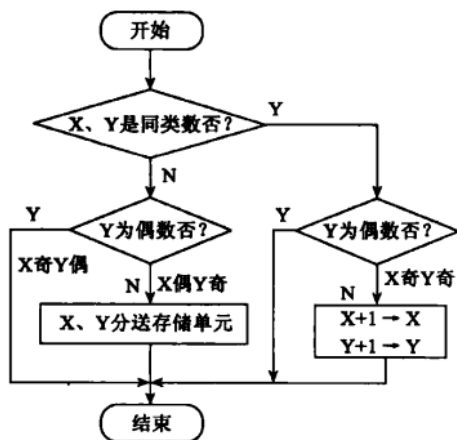 开始
X、Y是同类数否?
Y
N
Y
Y为偶数否?
Y
Y为偶数否?
X奇Y偶
N
X偶Y奇
N
X奇Y奇
X、Y分送存储单元
X+1→X
Y+1→Y
结束